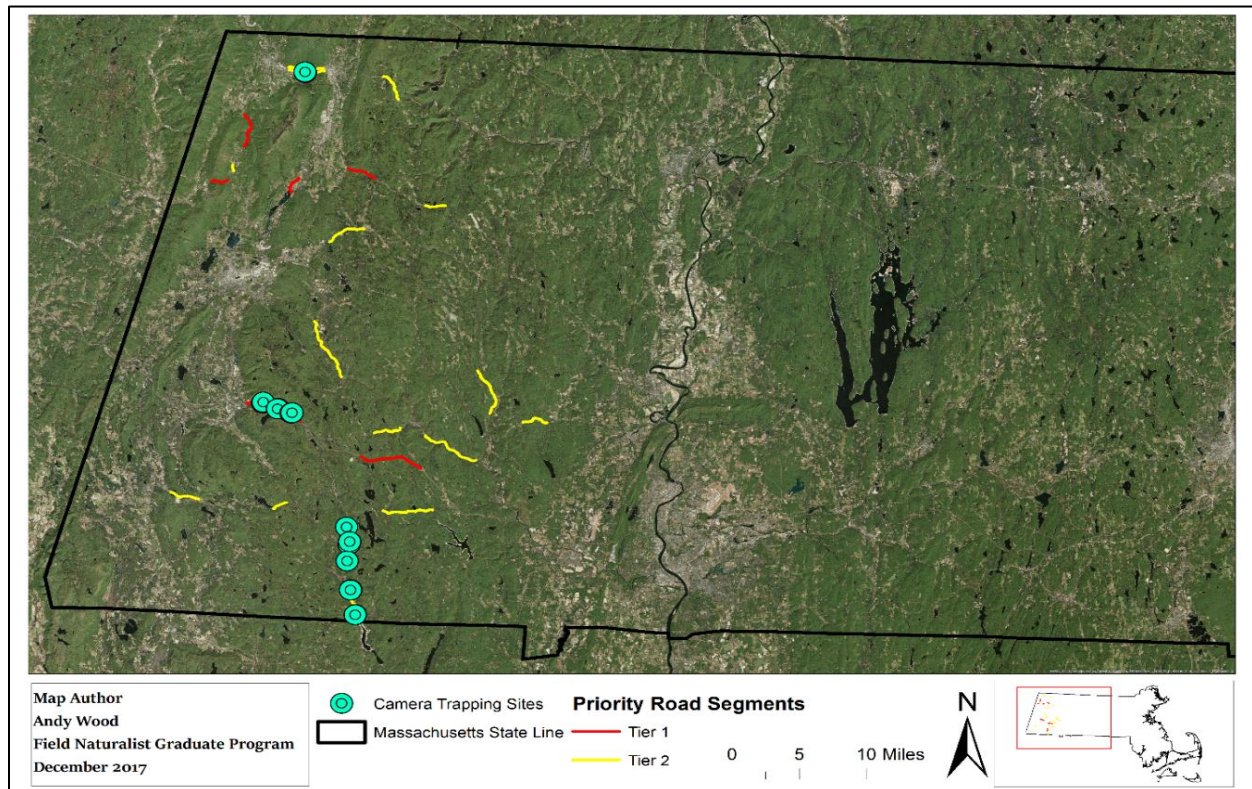 Map Author
Andy Wood
Field Naturalist Graduate Program
December 2017
Camera Trapping Sites
Massachusetts State Line
Priority Road Segments
Tier 1
Tier 2
0 5 10 Miles
N